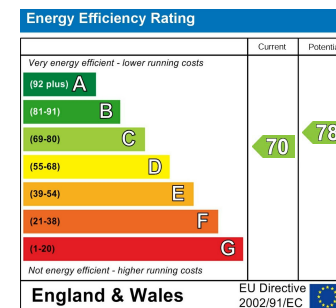 Energy Efficiency Rating
Current Potentia
Very energy efficient - lower running costs
(92 plus) A
(81-91) B
(69-80) C
70
78
(55-68) D
(39-54) E
(21-38) F
(1-20) G
Not energy efficient - higher running costs
England & Wales
EU Directive
2002/91/EC